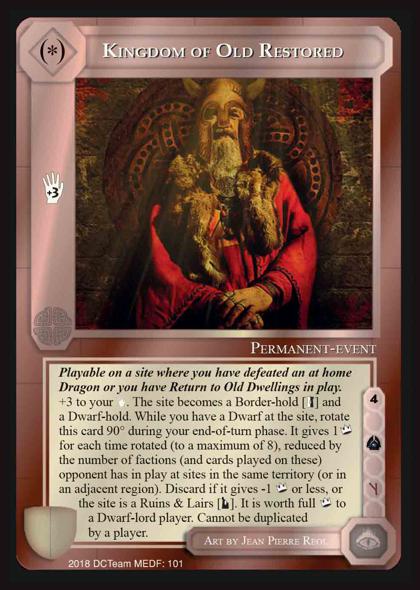 (*)
Kingdom of Old Restored
+3
Permanent-event
Playable on a site where you have defeated an at home
Dragon or you have Return to Old Dwellings in play.
+3 to your . The site becomes a Border-hold [ ] and
a Dwarf-hold. While you have a Dwarf at the site, rotate
this card 90° during your end-of-turn phase. It gives 1
for each time rotated (to a maximum of 8), reduced by
the number of factions (and cards played on these)
opponent has in play at sites in the same territory (or in
an adjacent region). Discard if it gives -1 or less, or
the site is a Ruins & Lairs [ ]. It is worth full to
a Dwarf-lord player. Cannot be duplicated
by a player.
4
Art by Jean Pierre Reol
2018 DCTeam MEDF: 101